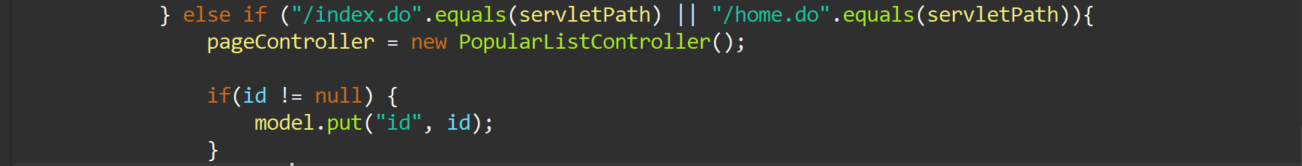 } else if ("/index.do".equals(servletPath) || "/home.do".equals(servletPath)){
pageController = new PopularListController();
if(id != null) {
model.put("id", id);
}